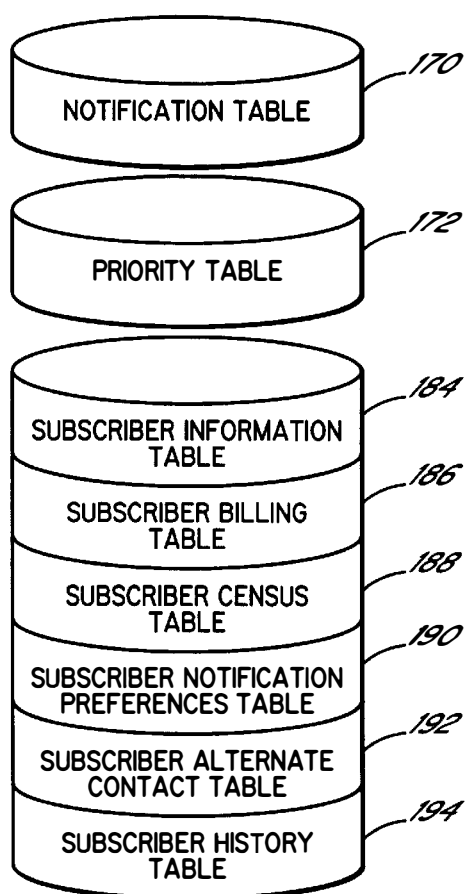 170
NOTIFICATION TABLE
172
PRIORITY TABLE
184
SUBSCRIBER INFORMATION
TABLE
186
SUBSCRIBER BILLING
TABLE
188
SUBSCRIBER CENSUS
TABLE
190
SUBSCRIBER NOTIFICATION
PREFERENCES TABLE
192
SUBSCRIBER ALTERNATE
CONTACT TABLE
194
SUBSCRIBER HISTORY
TABLE